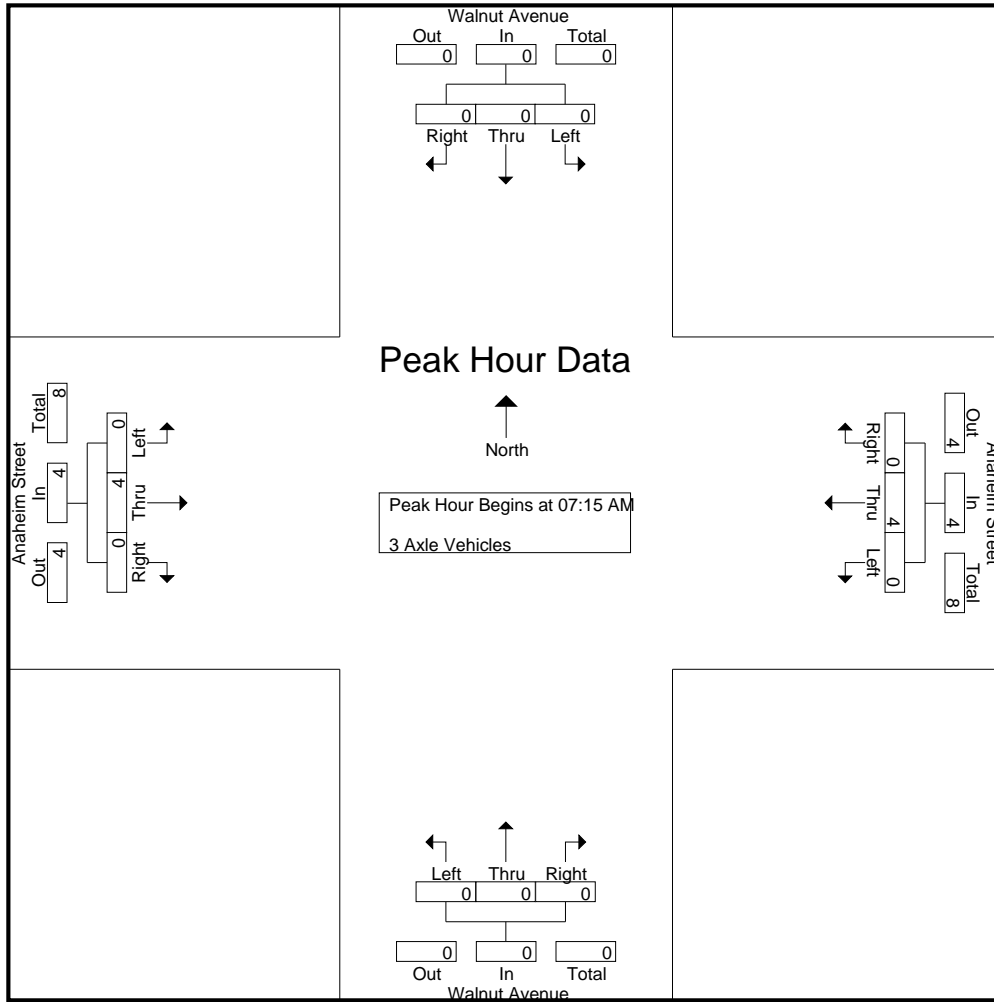 Walnut Avenue
Out In Total
0 0 0
0 0 0
Right Thru Left
Peak Hour Data
North
Peak Hour Begins at 07:15 AM
3 Axle Vehicles
Anaheim Street
Total In Out
8 4 4
0 4 0
Left Thru Right
Anaheim Street
Out In Total
4 4 8
0 4 0
Right Thru Left
Left Thru Right
0 0 0
0 0 0
Out In Total
Walnut Avenue